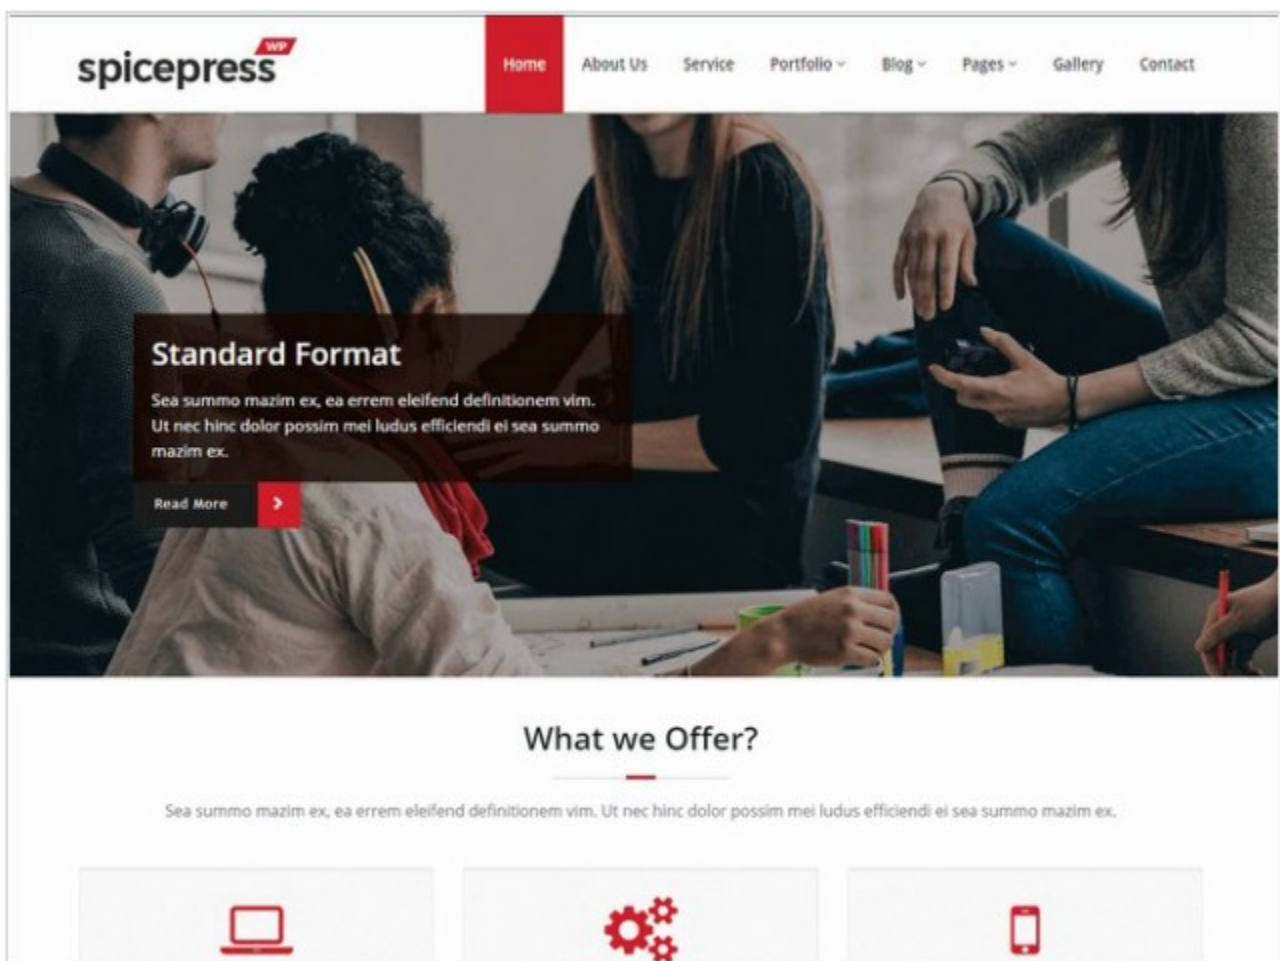 spicepress WP
Home About Us Service Portfolio Blog Pages Gallery Contact
Standard Format
Sea summo mazim ex, ea errem eleifend definitionem vim.
Ut nec hinc dolor possim mei ludus efficiendi ei sea summo
mazim ex.
Read More
What we Offer?
Sea summo mazim ex, ea errem eleifend definitionem vim. Ut nec hinc dolor possim mei ludus efficiendi ei sea summo mazim ex.